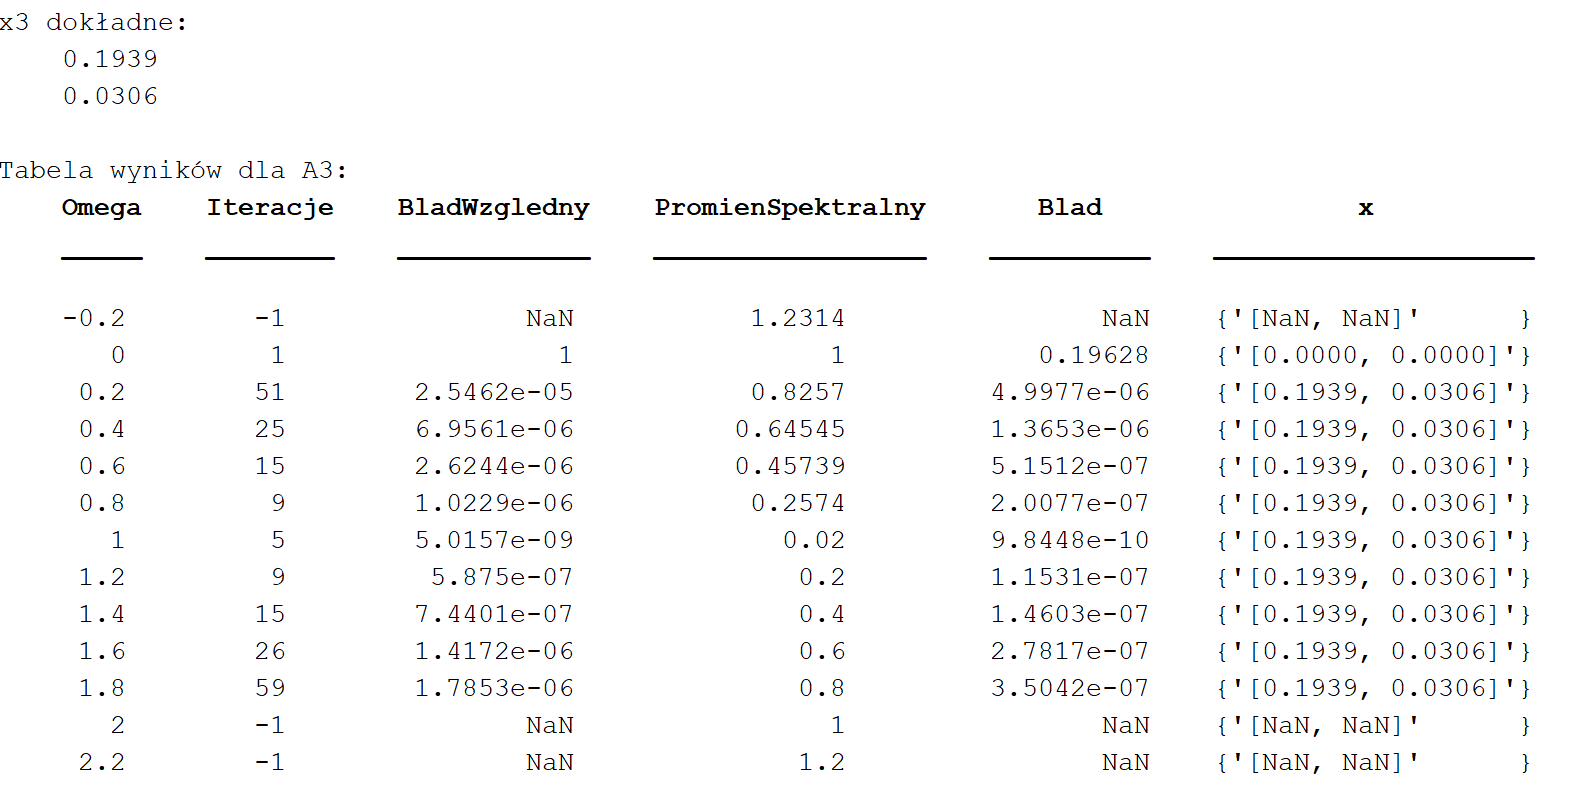 x3 dokładne:
0.1939
0.0306
Tabela wyników dla A3:
Omega Iteracje BladWzgledny PromienSpektralny Blad x
-0.2 -1 NaN 1.2314 NaN {'[NaN, NaN]' }
0 1 1 1 0.19628 {'[0.0000, 0.0000]'}
0.2 51 2.5462e-05 0.8257 4.9977e-06 {'[0.1939, 0.0306]'}
0.4 25 6.9561e-06 0.64545 1.3653e-06 {'[0.1939, 0.0306]'}
0.6 15 2.6244e-06 0.45739 5.1512e-07 {'[0.1939, 0.0306]'}
0.8 9 1.0229e-06 0.2574 2.0077e-07 {'[0.1939, 0.0306]'}
1 5 5.0157e-09 0.02 9.8448e-10 {'[0.1939, 0.0306]'}
1.2 9 5.875e-07 0.2 1.1531e-07 {'[0.1939, 0.0306]'}
1.4 15 7.4401e-07 0.4 1.4603e-07 {'[0.1939, 0.0306]'}
1.6 26 1.4172e-06 0.6 2.7817e-07 {'[0.1939, 0.0306]'}
1.8 59 1.7853e-06 0.8 3.5042e-07 {'[0.1939, 0.0306]'}
2 -1 NaN 1 NaN {'[NaN, NaN]' }
2.2 -1 NaN 1.2 NaN {'[NaN, NaN]' }